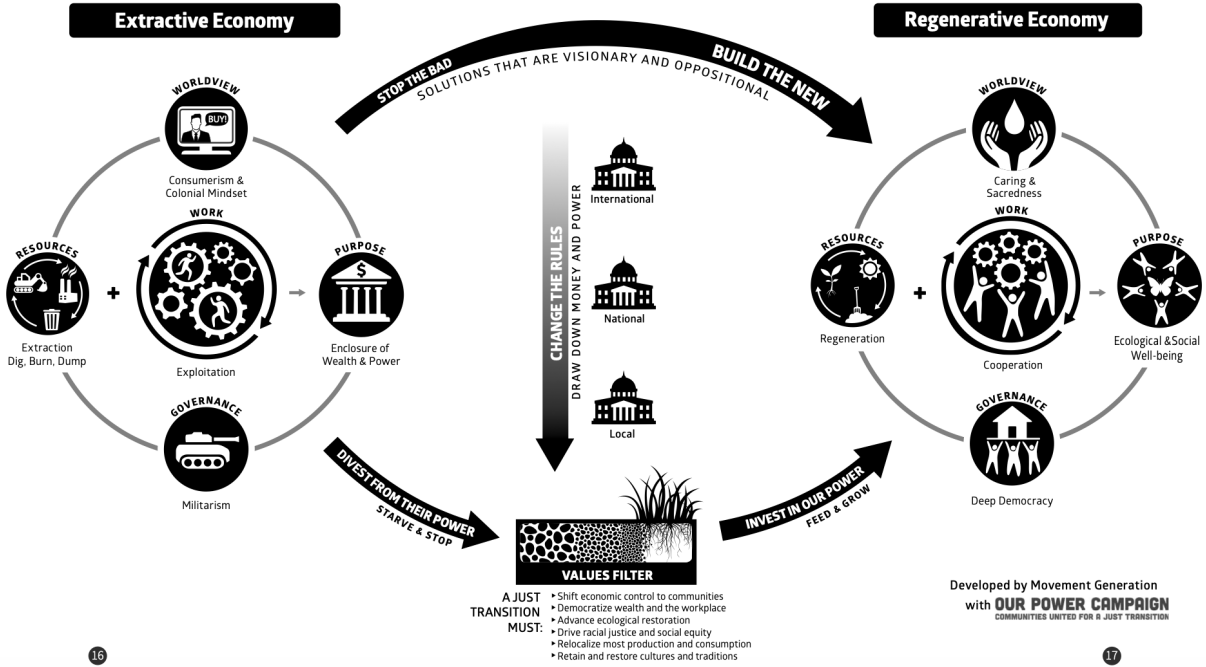 Extractive Economy
Regenerative Economy
STOP THE BAD
BUILD THE NEW
SOLUTIONS THAT ARE VISIONARY AND OPPOSITIONAL
WORLDVIEW
BUY!
Consumerism &
Colonial Mindset
RESOURCES
Extraction
Dig, Burn, Dump
+
WORK
Exploitation
PURPOSE
$
Enclosure of
Wealth & Power
GOVERNANCE
Militarism
CHANGE THE RULES
DRAW DOWN MONEY AND POWER
International
National
Local
DIVEST FROM THEIR POWER
STARVE & STOP
INVEST IN OUR POWER
FEED & GROW
VALUES FILTER
A JUST
TRANSITION
MUST:
‣ Shift economic control to communities
‣ Democratize wealth and the workplace
‣ Advance ecological restoration
‣ Drive racial justice and social equity
‣ Relocalize most production and consumption
‣ Retain and restore cultures and traditions
WORLDVIEW
Caring &
Sacredness
RESOURCES
Regeneration
+
WORK
Cooperation
PURPOSE
Ecological &Social
Well-being
GOVERNANCE
Deep Democracy
Developed by Movement Generation
with OUR POWER CAMPAIGN
COMMUNITIES UNITED FOR A JUST TRANSITION
16
17